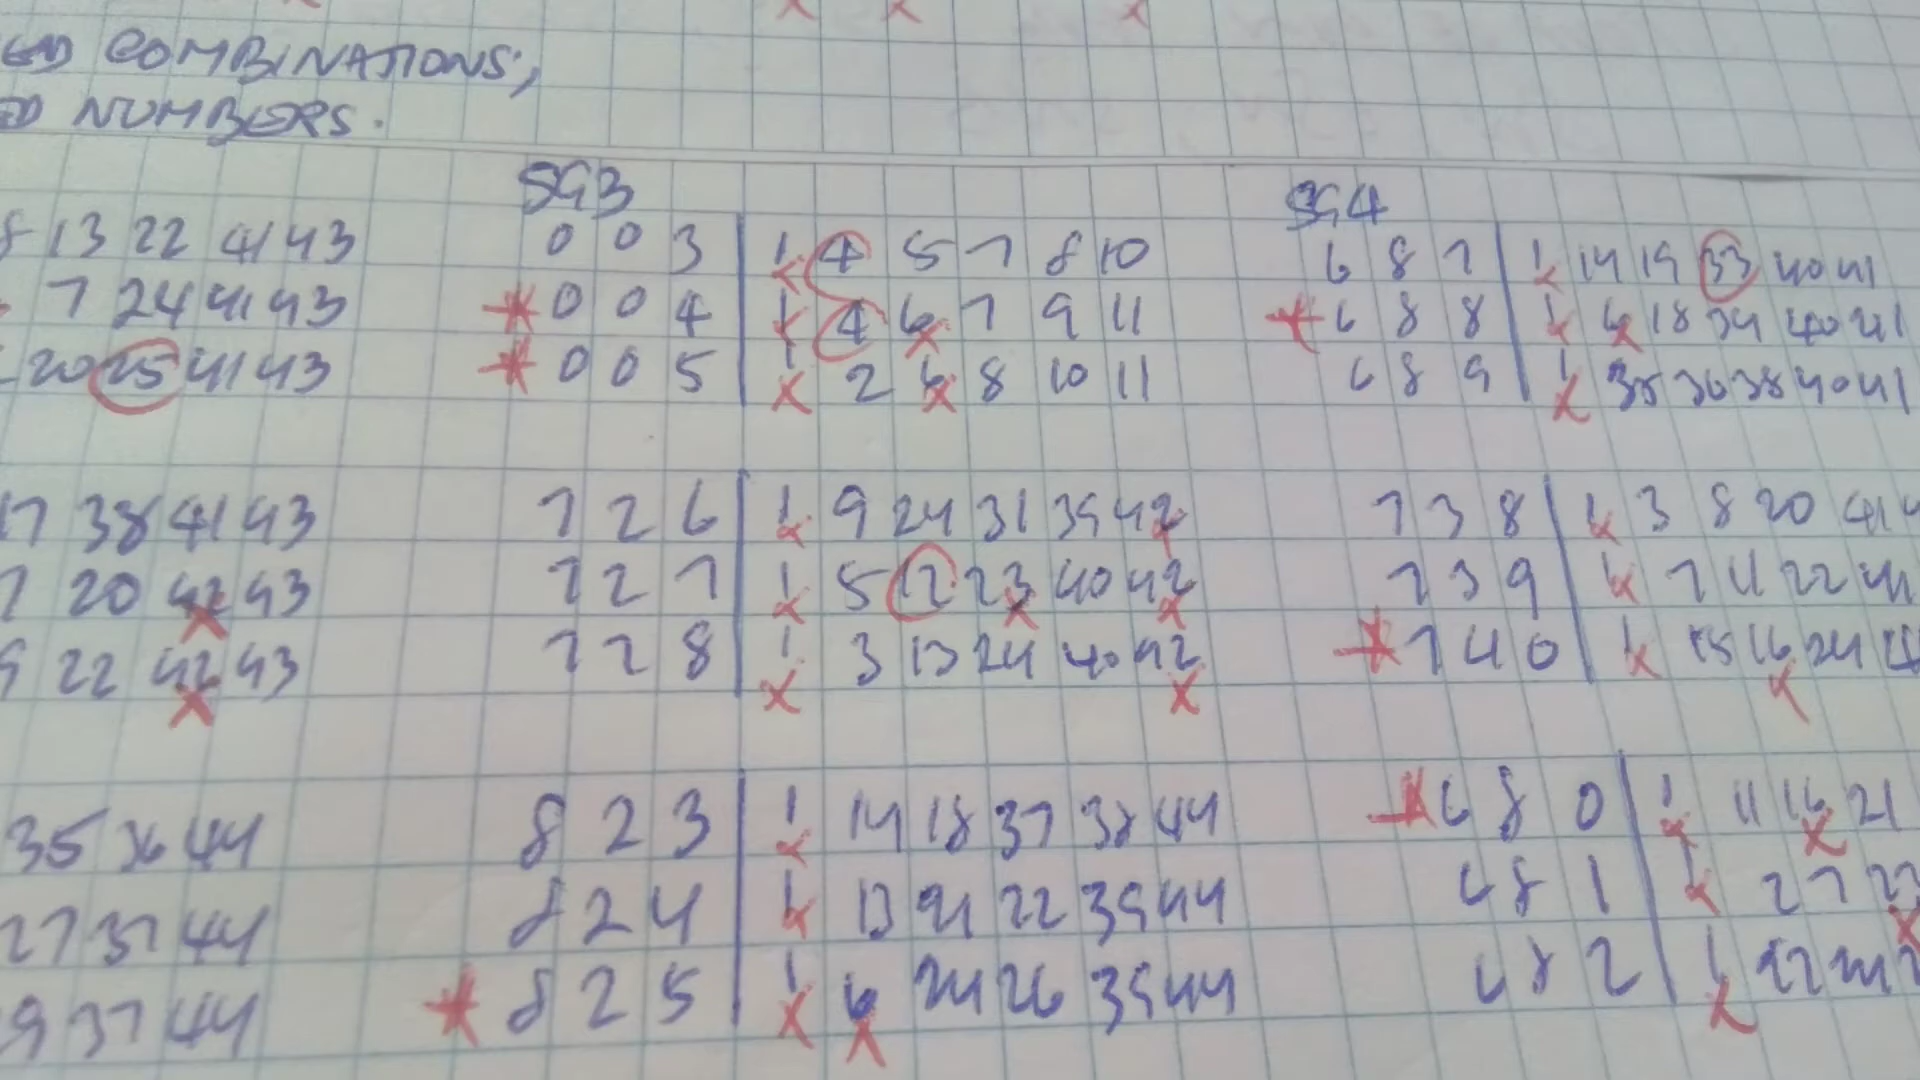 COMBINATIONS,
NUMBERS.
SG3 SG4
13 22 41 43 0 0 3 1 4 5 7 8 10 6 8 7 1 14 19 33 40 41
7 24 41 43 0 0 4 1 4 6 7 9 11 6 8 8 1 6 18 34 40 41
20 25 41 43 0 0 5 1 2 6 8 10 11 6 8 9 1 35 36 38 40 41
17 38 41 43 7 2 6 1 9 24 31 39 42 7 3 8 1 3 8 20 41
20 42 43 7 2 7 1 5 12 23 40 42 7 3 9 1 7 11 22
22 42 43 7 2 8 1 3 13 24 40 42 7 4 0 1 15 16 24
35 36 44 8 2 3 1 14 18 37 38 44 6 8 0 1 11 16 21
27 37 44 8 2 4 1 13 21 22 39 44 6 8 1 1 2 7
9 37 44 8 2 5 1 6 24 26 39 44 6 8 2 1 22